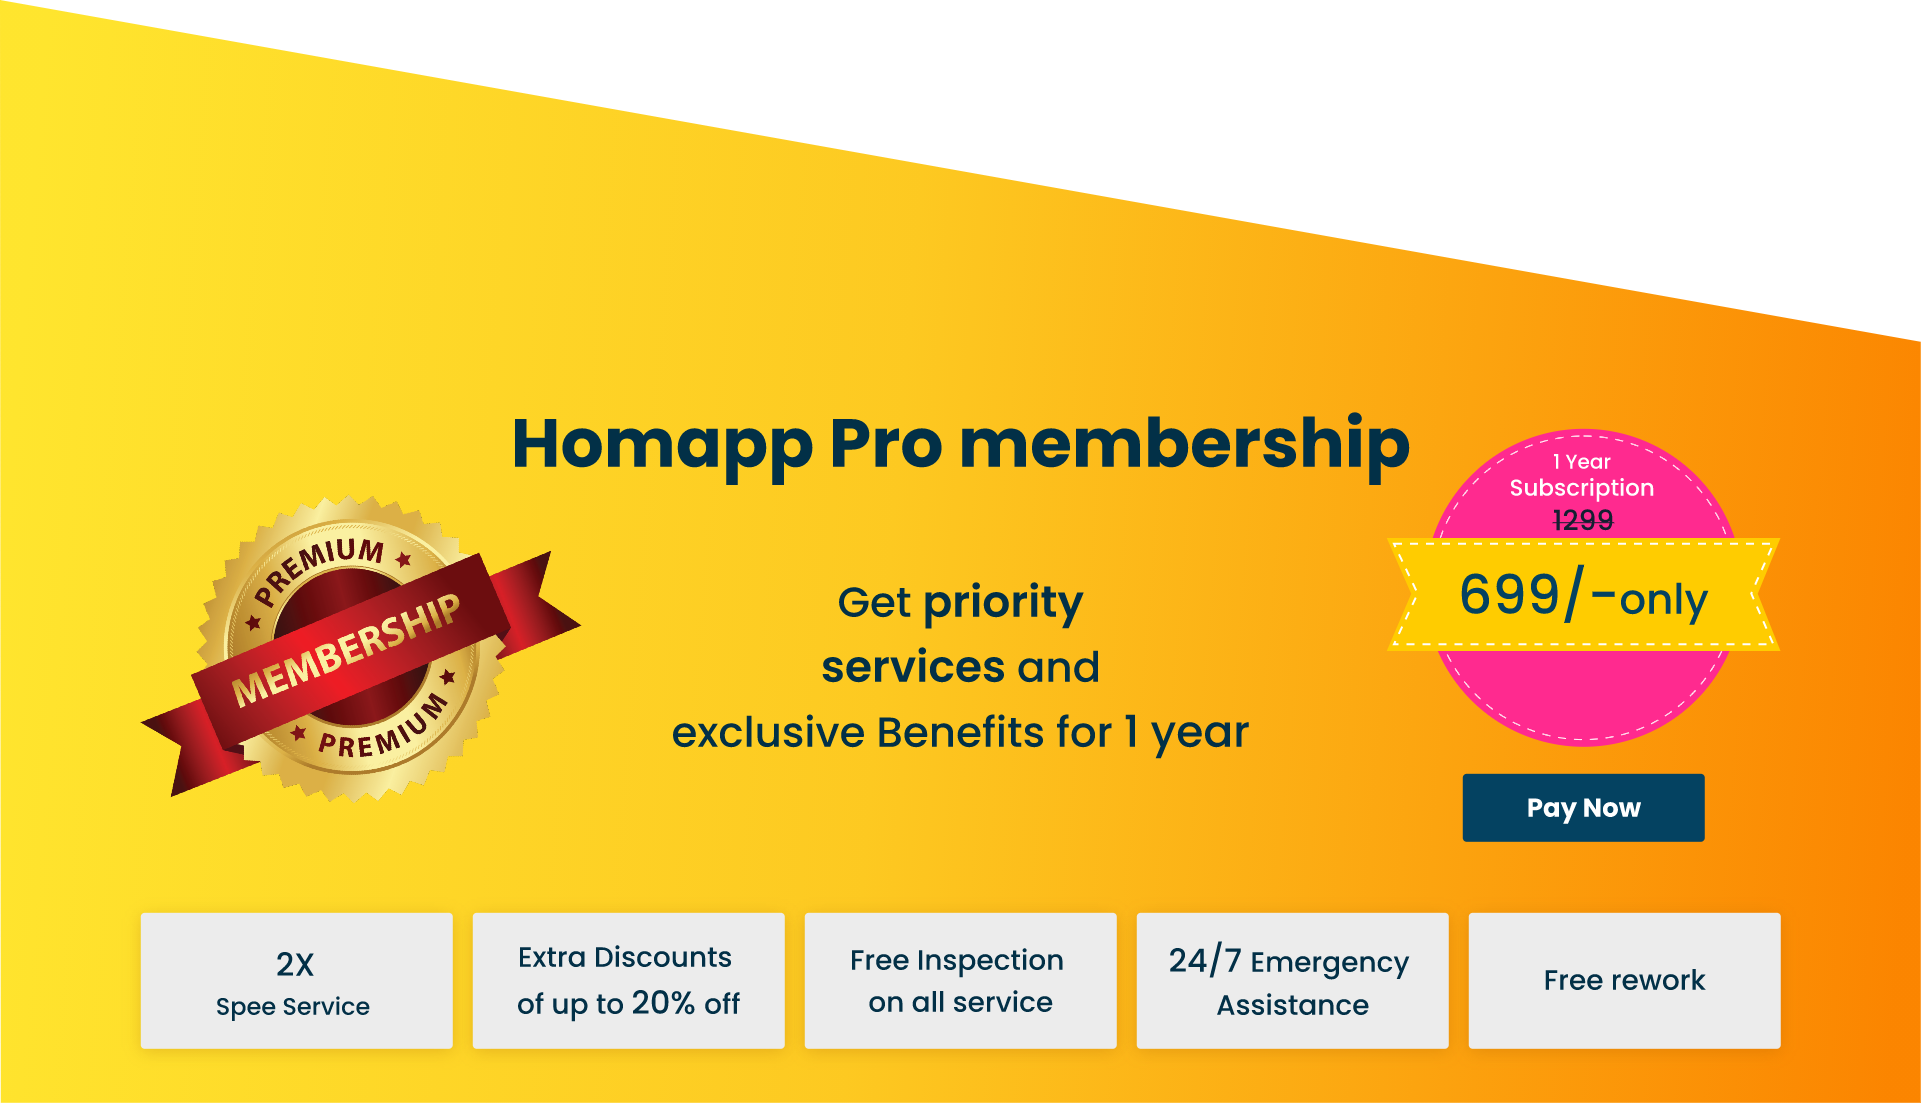 Homapp Pro membership
PREMIUM
MEMBERSHIP
PREMIUM
Get priority
services and
exclusive Benefits for 1 year
1 Year
Subscription
1299
699/-only
Pay Now
2X
Spee Service
Extra Discounts
of up to 20% off
Free Inspection
on all service
24/7 Emergency
Assistance
Free rework